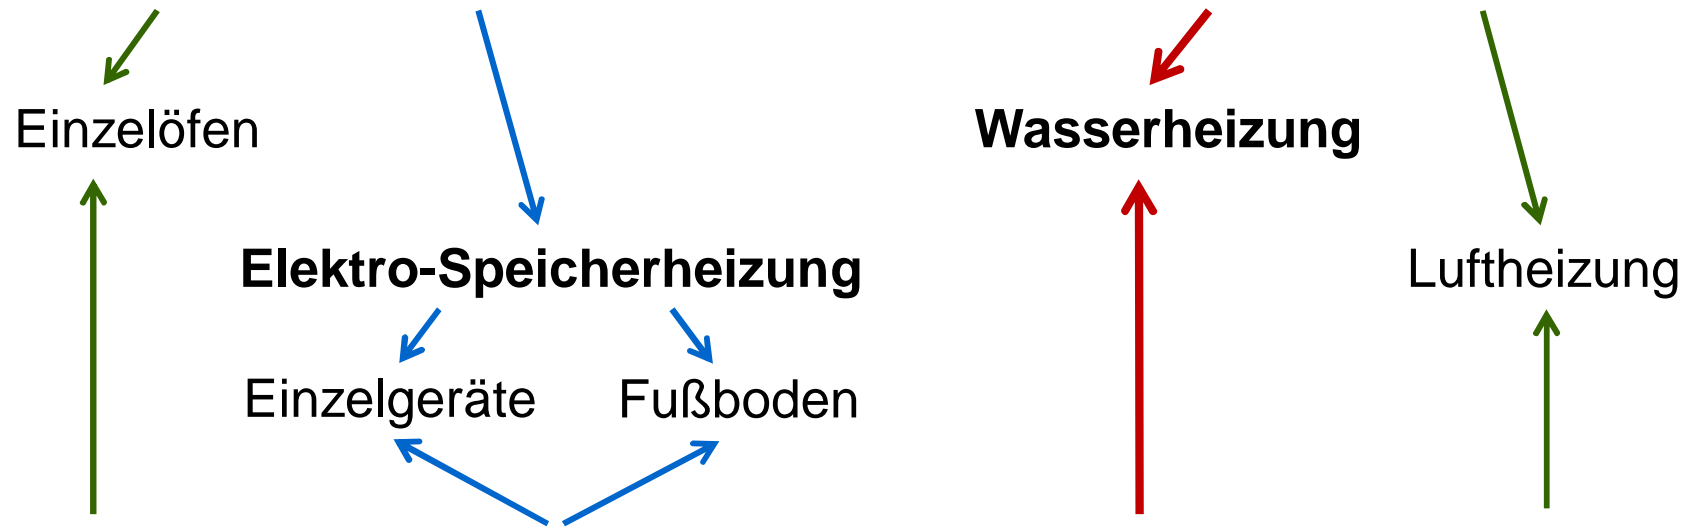 Einzelöfen
Wasserheizung
Elektro-Speicherheizung
Luftheizung
Einzelgeräte
Fußboden